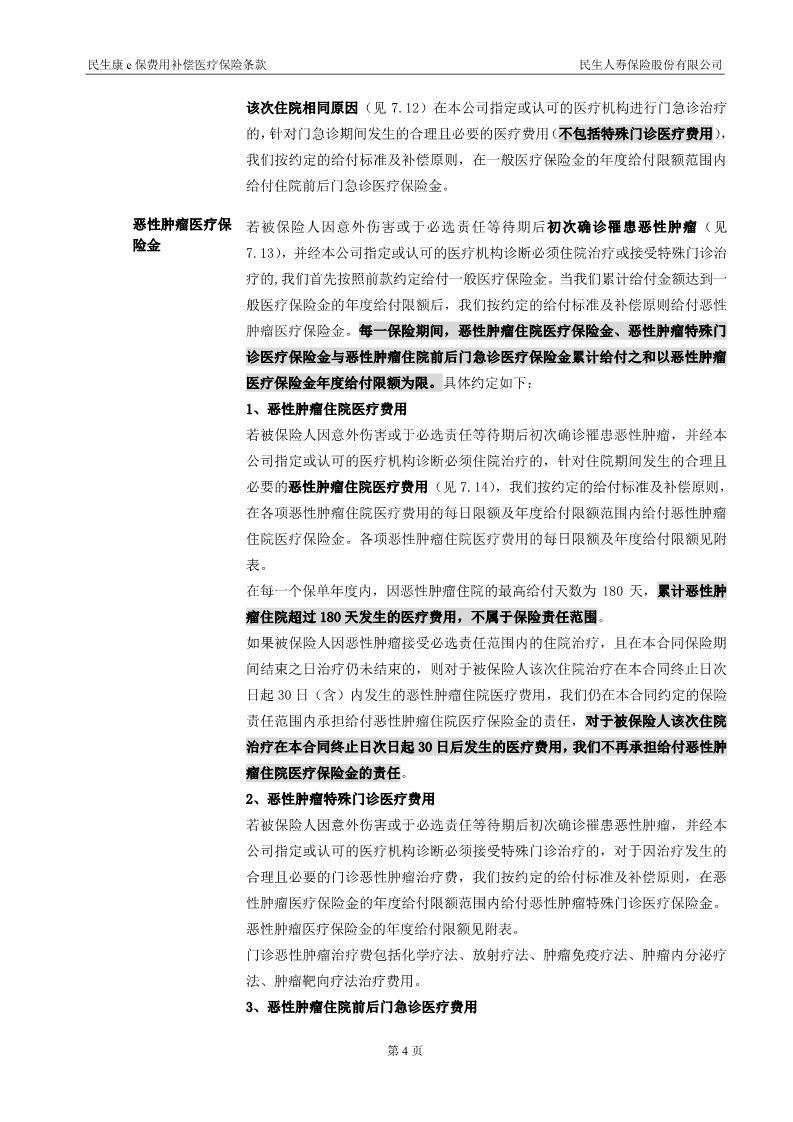 民生康 e 保费用补偿医疗保险条款
民生人寿保险股份有限公司
该次住院相同原因（见 7.12）在本公司指定或认可的医疗机构进行门急诊治疗
的，针对门急诊期间发生的合理且必要的医疗费用（不包括特殊门诊医疗费用），
我们按约定的给付标准及补偿原则，在一般医疗保险金的年度给付限额范围内
给付住院前后门急诊医疗保险金。
恶性肿瘤医疗保
险金
若被保险人因意外伤害或于必选责任等待期后初次确诊罹患恶性肿瘤（见
7.13），并经本公司指定或认可的医疗机构诊断必须住院治疗或接受特殊门诊治
疗的,我们首先按照前款约定给付一般医疗保险金。当我们累计给付金额达到一
般医疗保险金的年度给付限额后，我们按约定的给付标准及补偿原则给付恶性
肿瘤医疗保险金。每一保险期间，恶性肿瘤住院医疗保险金、恶性肿瘤特殊门
诊医疗保险金与恶性肿瘤住院前后门急诊医疗保险金累计给付之和以恶性肿瘤
医疗保险金年度给付限额为限。具体约定如下：
1、恶性肿瘤住院医疗费用
若被保险人因意外伤害或于必选责任等待期后初次确诊罹患恶性肿瘤，并经本
公司指定或认可的医疗机构诊断必须住院治疗的，针对住院期间发生的合理且
必要的恶性肿瘤住院医疗费用（见 7.14），我们按约定的给付标准及补偿原则，
在各项恶性肿瘤住院医疗费用的每日限额及年度给付限额范围内给付恶性肿瘤
住院医疗保险金。各项恶性肿瘤住院医疗费用的每日限额及年度给付限额见附
表。
在每一个保单年度内，因恶性肿瘤住院的最高给付天数为 180 天，累计恶性肿
瘤住院超过 180 天发生的医疗费用，不属于保险责任范围。
如果被保险人因恶性肿瘤接受必选责任范围内的住院治疗，且在本合同保险期
间结束之日治疗仍未结束的，则对于被保险人该次住院治疗在本合同终止日次
日起 30 日（含）内发生的恶性肿瘤住院医疗费用，我们仍在本合同约定的保险
责任范围内承担给付恶性肿瘤住院医疗保险金的责任，对于被保险人该次住院
治疗在本合同终止日次日起 30 日后发生的医疗费用，我们不再承担给付恶性肿
瘤住院医疗保险金的责任。
2、恶性肿瘤特殊门诊医疗费用
若被保险人因意外伤害或于必选责任等待期后初次确诊罹患恶性肿瘤，并经本
公司指定或认可的医疗机构诊断必须接受特殊门诊治疗的，对于因治疗发生的
合理且必要的门诊恶性肿瘤治疗费，我们按约定的给付标准及补偿原则，在恶
性肿瘤医疗保险金的年度给付限额范围内给付恶性肿瘤特殊门诊医疗保险金。
恶性肿瘤医疗保险金的年度给付限额见附表。
门诊恶性肿瘤治疗费包括化学疗法、放射疗法、肿瘤免疫疗法、肿瘤内分泌疗
法、肿瘤靶向疗法治疗费用。
3、恶性肿瘤住院前后门急诊医疗费用
第 4 页